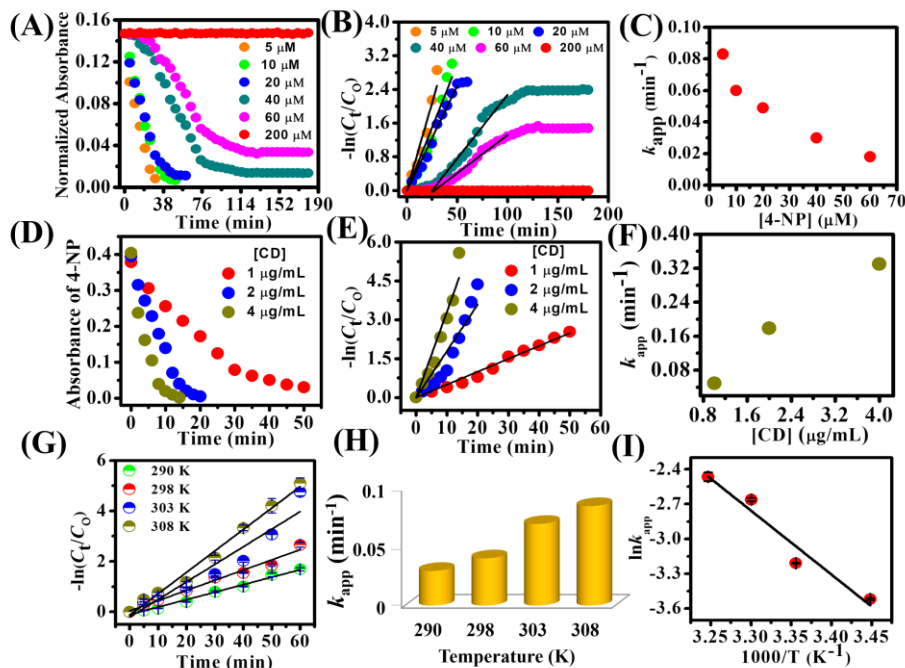 (A)
Normalized Absorbance
0.16
0.12
0.08
0.04
0.00
0 38 76 114 152 190
Time (min)
5 μM
10 μM
20 μM
40 μM
60 μM
200 μM
(B)
-ln(Ct/CO)
3.2
2.4
1.6
0.8
0.0
0 50 100 150 200
Time (min)
5 μM 10 μM 20 μM
40 μM 60 μM 200 μM
(C)
kapp (min-1)
0.10
0.08
0.06
0.04
0.02
0.00
0 10 20 30 40 50 60 70
[4-NP] (μM)
(D)
Absorbance of 4-NP
0.4
0.3
0.2
0.1
0.0
0 10 20 30 40 50
Time (min)
[CD]
1 μg/mL
2 μg/mL
4 μg/mL
(E)
-ln(Ct/CO)
6.0
4.5
3.0
1.5
0.0
0 10 20 30 40 50 60
Time (min)
[CD]
1 μg/mL
2 μg/mL
4 μg/mL
(F)
kapp (min-1)
0.40
0.32
0.24
0.16
0.08
0.00
0.8 1.6 2.4 3.2 4.0
[CD] (μg/mL)
(G)
-ln(Ct/CO)
6
4
2
0
0 10 20 30 40 50 60
Time (min)
290 K
298 K
303 K
308 K
(H)
kapp (min-1)
0.1
0.05
0
290 298 303 308
Temperature (K)
(I)
lnkapp
-2.4
-2.7
-3.0
-3.3
-3.6
3.25 3.30 3.35 3.40 3.45
1000/T (K-1)